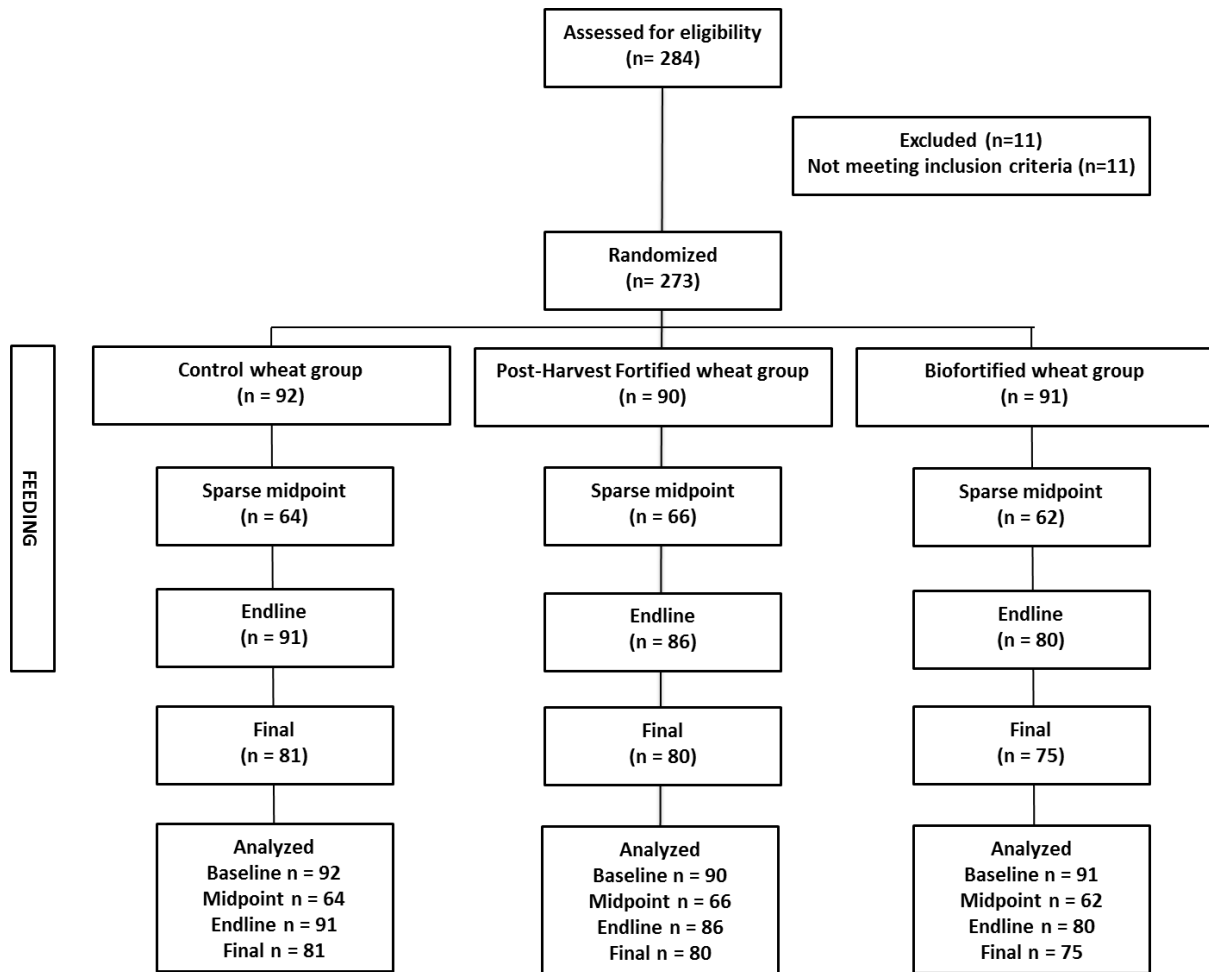 Assessed for eligibility
(n= 284)
Excluded (n=11)
Not meeting inclusion criteria (n=11)
Randomized
(n= 273)
FEEDING
Control wheat group
(n = 92)
Post-Harvest Fortified wheat group
(n = 90)
Biofortified wheat group
(n = 91)
Sparse midpoint
(n = 64)
Sparse midpoint
(n = 66)
Sparse midpoint
(n = 62)
Endline
(n = 91)
Endline
(n = 86)
Endline
(n = 80)
Final
(n = 81)
Final
(n = 80)
Final
(n = 75)
Analyzed
Baseline n = 92
Midpoint n = 64
Endline n = 91
Final n = 81
Analyzed
Baseline n = 90
Midpoint n = 66
Endline n = 86
Final n = 80
Analyzed
Baseline n = 91
Midpoint n = 62
Endline n = 80
Final n = 75